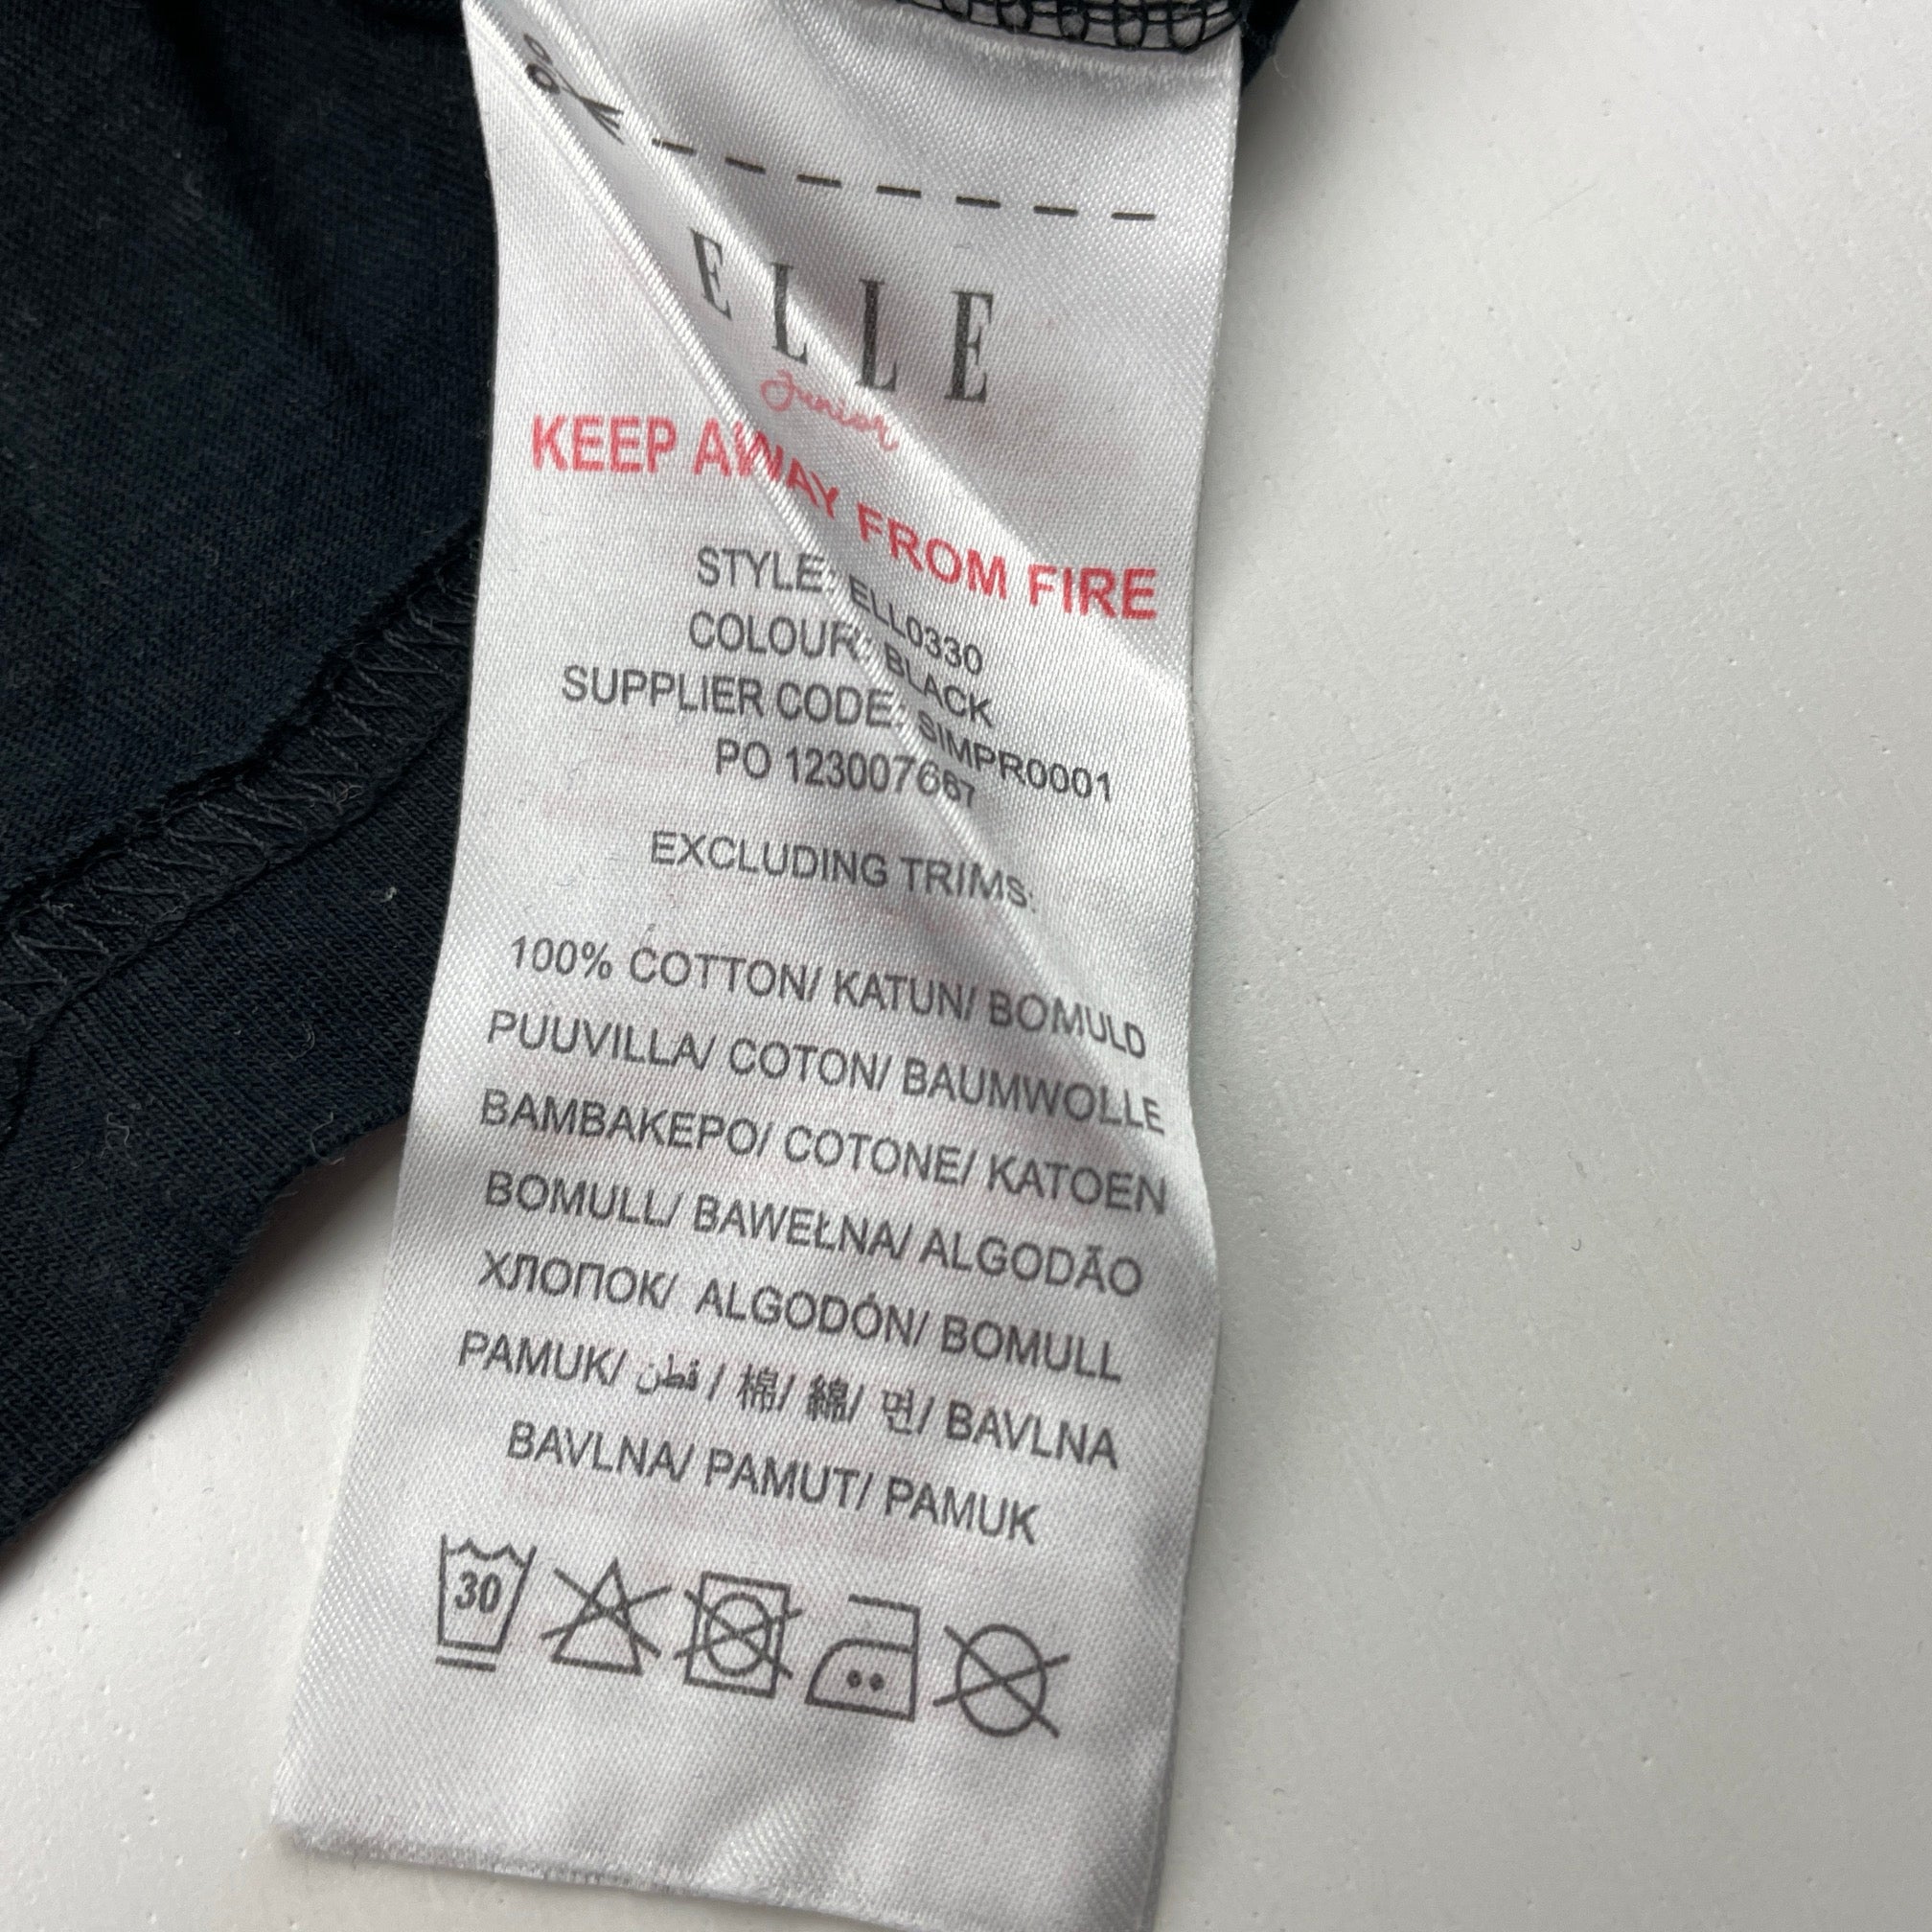 ELLE
junior
KEEP AWAY FROM FIRE
STYLE: ELL0330
COLOUR: BLACK
SUPPLIER CODE: SIMPR0001
PO 123007667
EXCLUDING TRIMS:
100% COTTON/ KATUN/ BOMULD
PUUVILLA/ COTON/ BAUMWOLLE
BAMBAKEPO/ COTONE/ KATOEN
BOMULL/ BAWEŁNA/ ALGODÃO
ХЛОПОК/ ALGODÓN/ BOMULL
PAMUK/ قطن / 棉/ 綿/ 면/ BAVLNA
BAVLNA/ PAMUT/ PAMUK
30